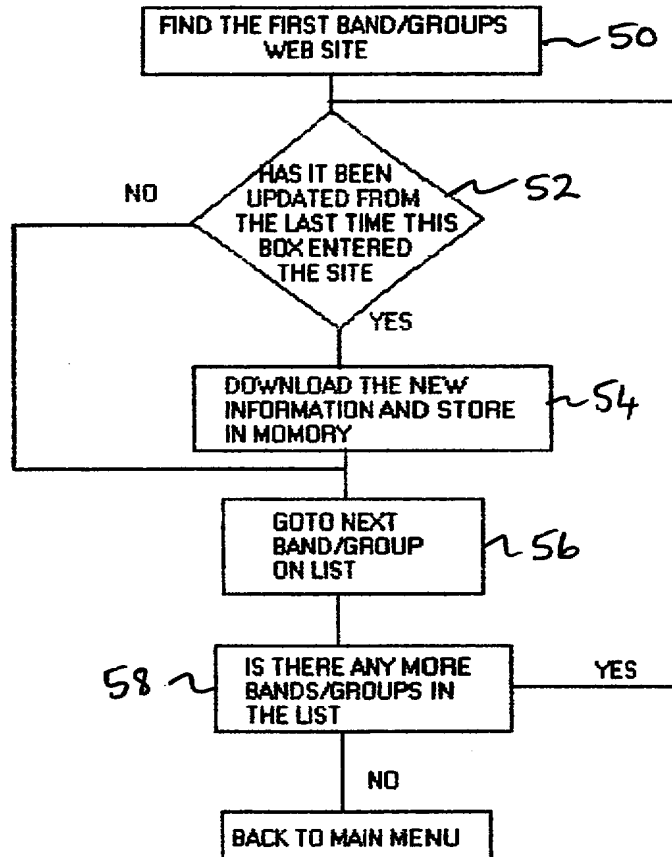 FIND THE FIRST BAND/GROUPS
WEB SITE
50
HAS IT BEEN
UPDATED FROM
THE LAST TIME THIS
BOX ENTERED
THE SITE
52
NO
YES
DOWNLOAD THE NEW
INFORMATION AND STORE
IN MOMORY
54
GOTO NEXT
BAND/GROUP
ON LIST
56
58
IS THERE ANY MORE
BANDS/GROUPS IN
THE LIST
YES
NO
BACK TO MAIN MENU